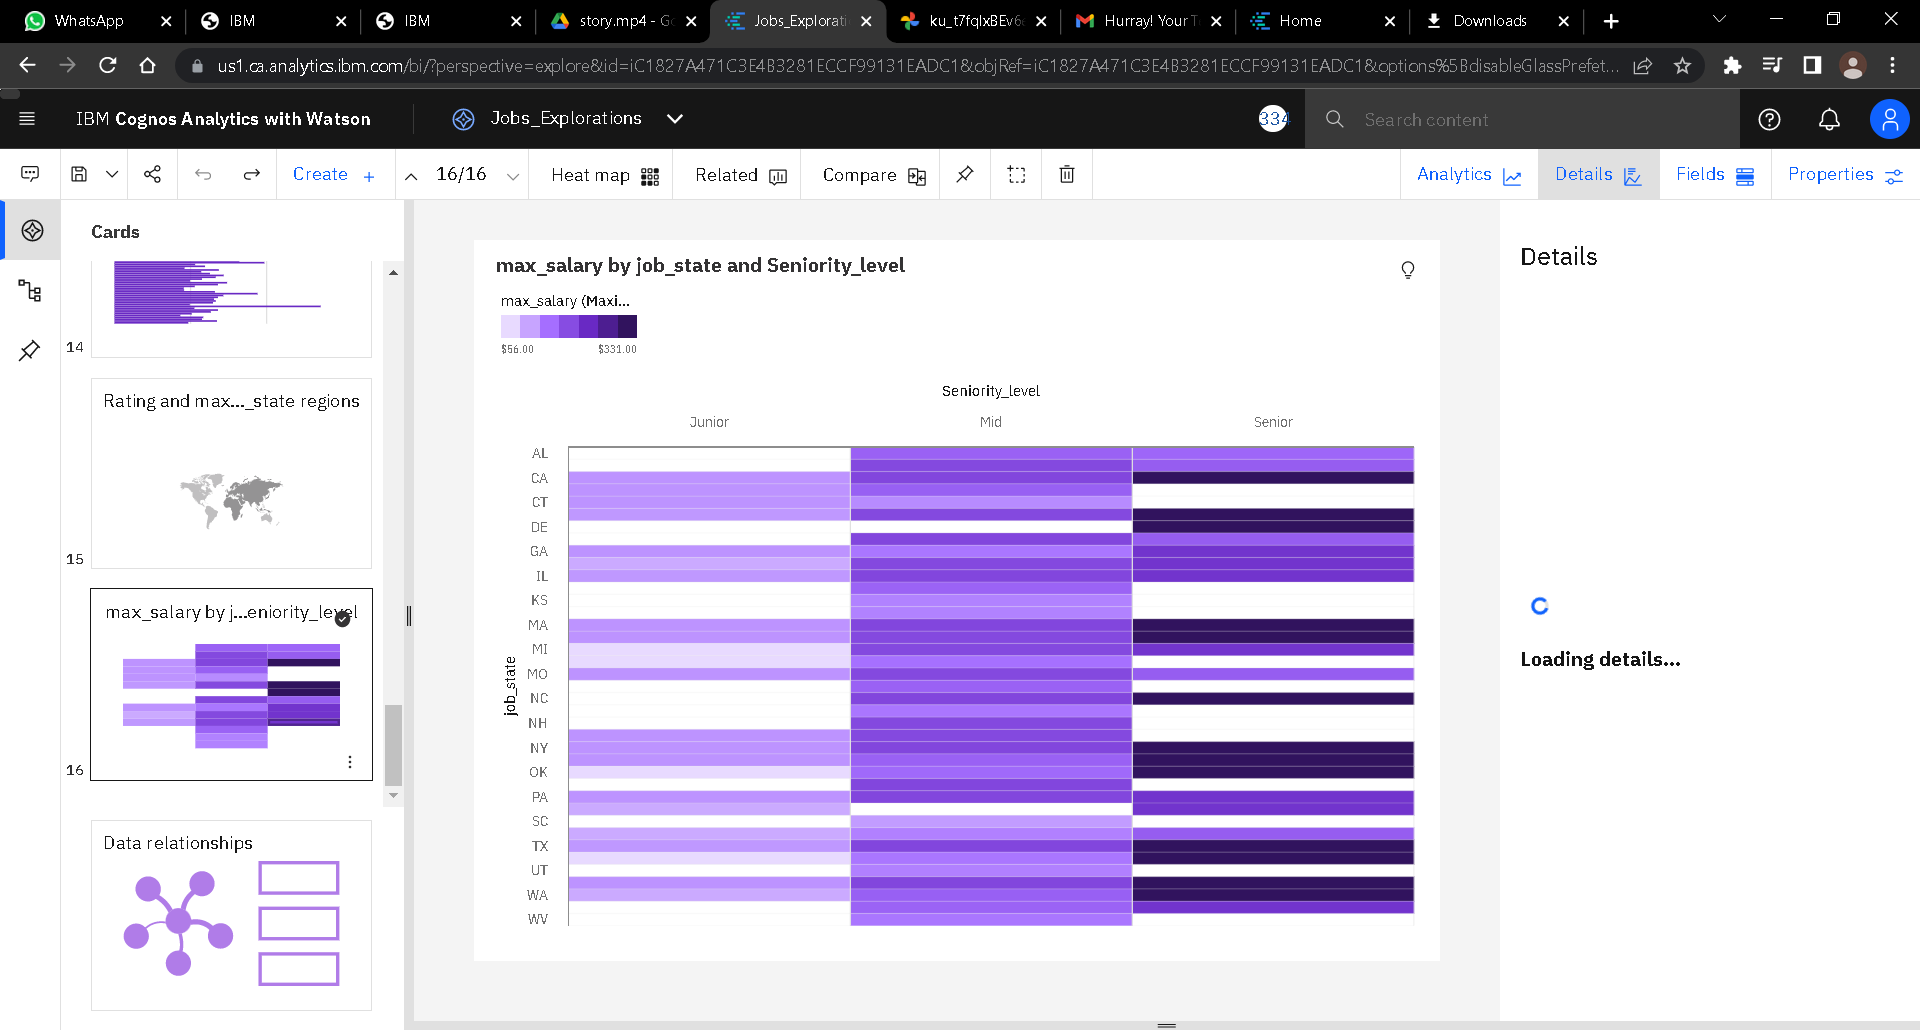 WhatsApp
IBM
IBM
story.mp4 - Go
Jobs_Explorati
ku_t7fqIxBEv6
Hurray! Your T
Home
Downloads
us1.ca.analytics.ibm.com/bi/?perspective=explore&id=iC1827A471C3E4B3281ECCF99131EADC1&objRef=iC1827A471C3E4B3281ECCF99131EADC1&options%5BdisableGlassPrefet...
IBM Cognos Analytics with Watson
Jobs_Explorations
334
Search content
Create
16/16
Heat map
Related
Compare
Analytics
Details
Fields
Properties
Cards
14
Rating and max..._state regions
15
max_salary by j...eniority_level
16
Data relationships
max_salary by job_state and Seniority_level
max_salary (Maxi...
$56.00 $331.00
Seniority_level
Junior Mid Senior
job_state
AL
CA
CT
DE
GA
IL
KS
MA
MI
MO
NC
NH
NY
OK
PA
SC
TX
UT
WA
WV
Details
Loading details...